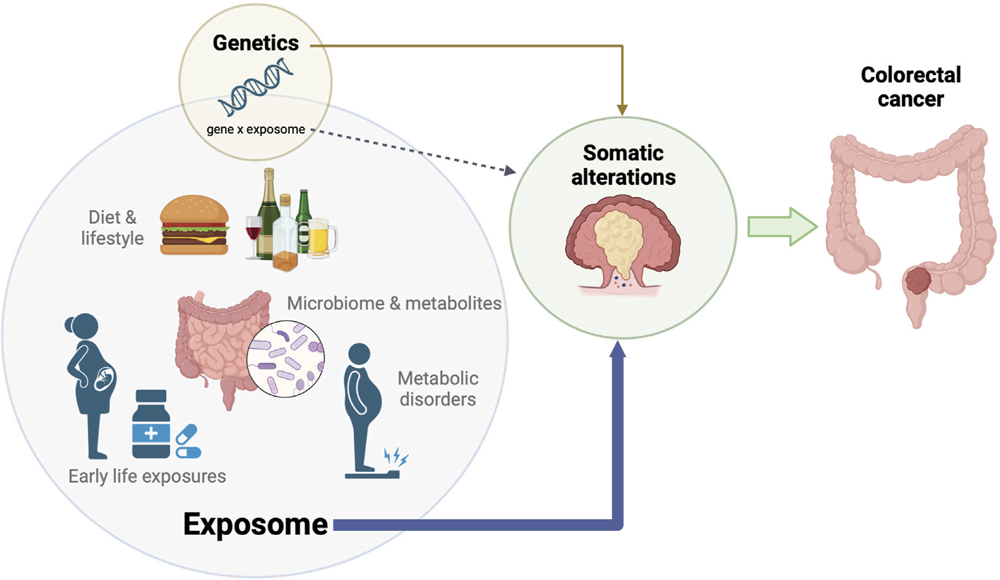 Genetics
gene x exposome
Diet &
lifestyle
Microbiome & metabolites
Metabolic
disorders
Early life exposures
Exposome
Somatic
alterations
Colorectal
cancer